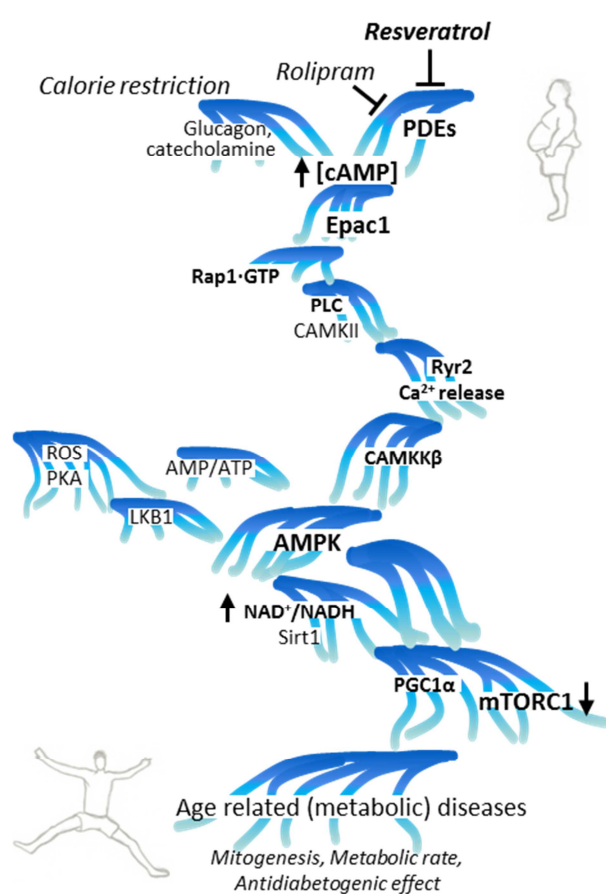 Resveratrol
Rolipram
Calorie restriction
PDEs
Glucagon,
catecholamine
[cAMP]
Epac1
Rap1·GTP
PLC
CAMKII
Ryr2
Ca²⁺ release
CAMKKβ
ROS
PKA
AMP/ATP
LKB1
AMPK
NAD⁺/NADH
Sirt1
PGC1α
mTORC1
Age related (metabolic) diseases
Mitogenesis, Metabolic rate,
Antidiabetogenic effect